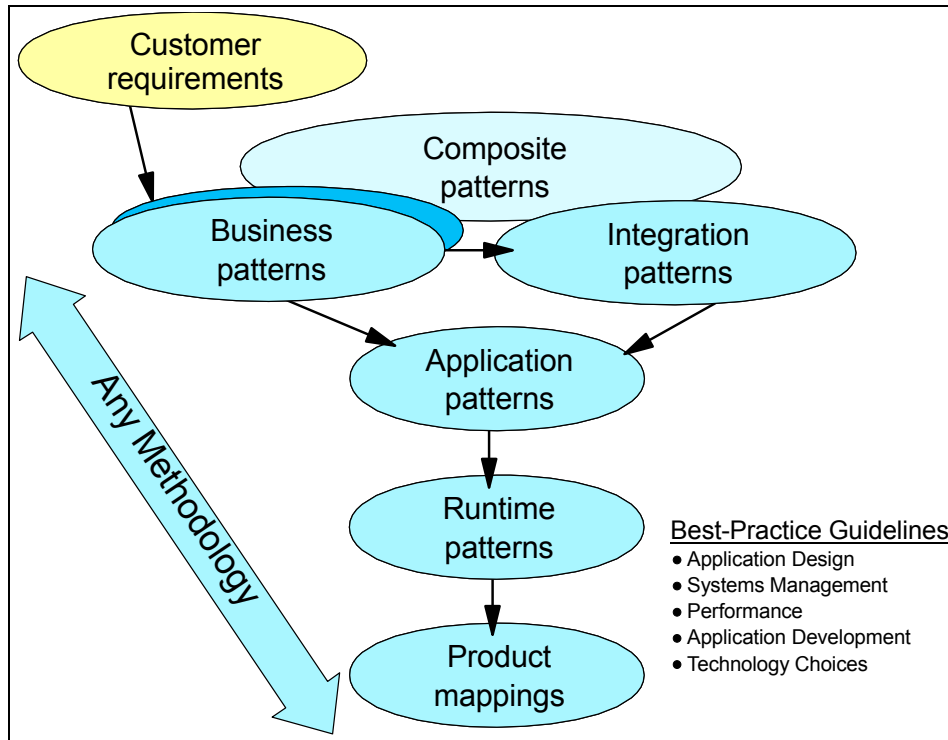 Customer
requirements
Composite
patterns
Business
patterns
Integration
patterns
Application
patterns
Any Methodology
Runtime
patterns
Best-Practice Guidelines
● Application Design
● Systems Management
● Performance
● Application Development
● Technology Choices
Product
mappings